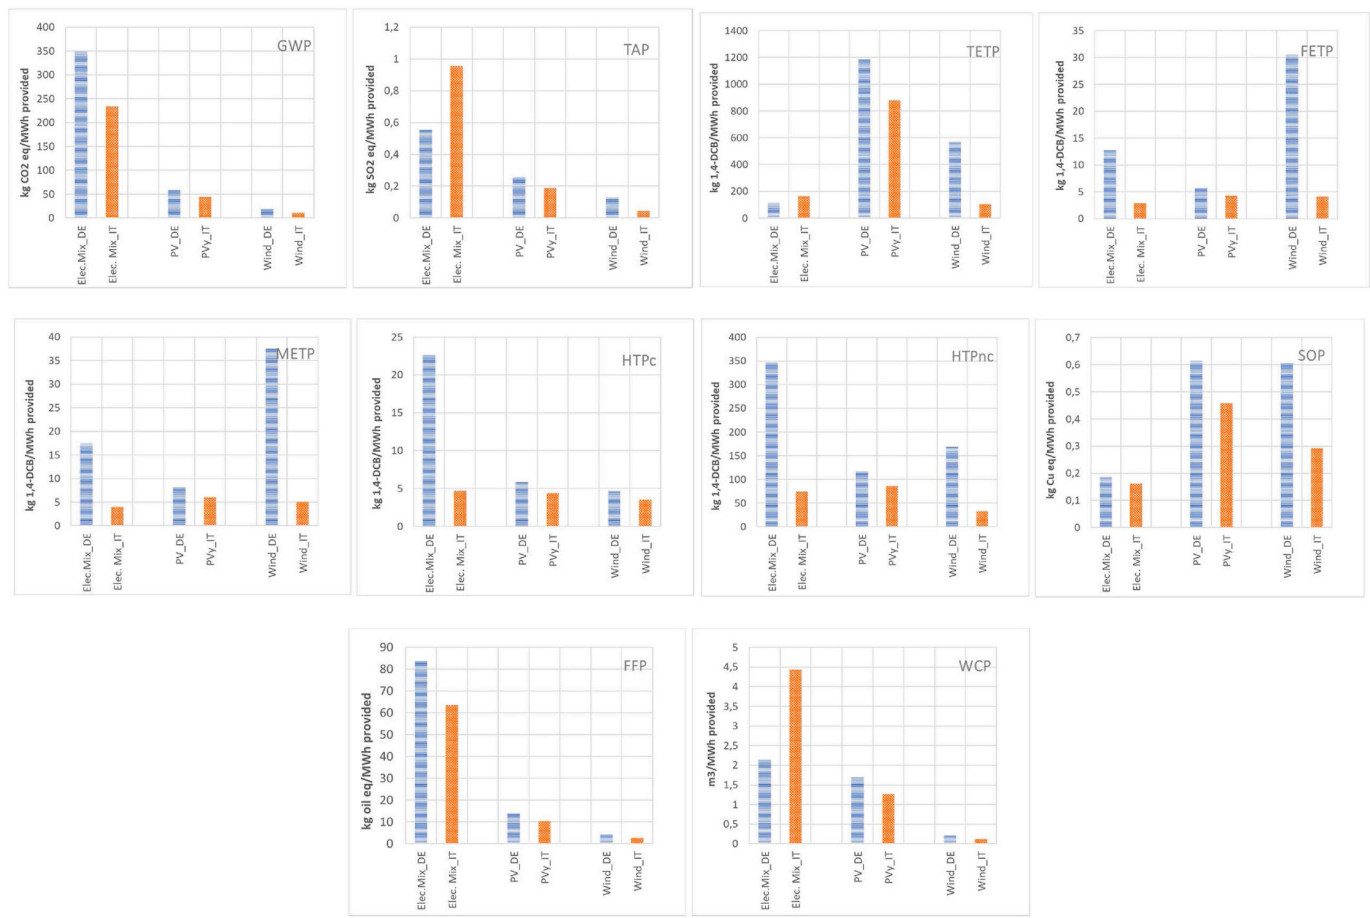 GWP
kg CO2 eq/MWh provided
400
350
300
250
200
150
100
50
0
Elec.Mix_DE
Elec. Mix_IT
PV_DE
PVy_IT
Wind_DE
Wind_IT
TAP
kg SO2 eq/MWh provided
1,2
1
0,8
0,6
0,4
0,2
0
Elec.Mix_DE
Elec. Mix_IT
PV_DE
PVy_IT
Wind_DE
Wind_IT
TETP
kg 1,4-DCB/MWh provided
1400
1200
1000
800
600
400
200
0
Elec.Mix_DE
Elec. Mix_IT
PV_DE
PVy_IT
Wind_DE
Wind_IT
FETP
kg 1,4-DCB/MWh provided
35
30
25
20
15
10
5
0
Elec.Mix_DE
Elec. Mix_IT
PV_DE
PVy_IT
Wind_DE
Wind_IT
METP
kg 1,4-DCB/MWh provided
40
35
30
25
20
15
10
5
0
Elec.Mix_DE
Elec. Mix_IT
PV_DE
PVy_IT
Wind_DE
Wind_IT
HTPc
kg 1,4-DCB/MWh provided
25
20
15
10
5
0
Elec.Mix_DE
Elec. Mix_IT
PV_DE
PVy_IT
Wind_DE
Wind_IT
HTPnc
kg 1,4-DCB/MWh provided
400
350
300
250
200
150
100
50
0
Elec.Mix_DE
Elec. Mix_IT
PV_DE
PVy_IT
Wind_DE
Wind_IT
SOP
kg Cu eq/MWh provided
0,7
0,6
0,5
0,4
0,3
0,2
0,1
0
Elec.Mix_DE
Elec. Mix_IT
PV_DE
PVy_IT
Wind_DE
Wind_IT
FFP
kg oil eq/MWh provided
90
80
70
60
50
40
30
20
10
0
Elec.Mix_DE
Elec. Mix_IT
PV_DE
PVy_IT
Wind_DE
Wind_IT
WCP
m3/MWh provided
5
4,5
4
3,5
3
2,5
2
1,5
1
0,5
0
Elec.Mix_DE
Elec. Mix_IT
PV_DE
PVy_IT
Wind_DE
Wind_IT